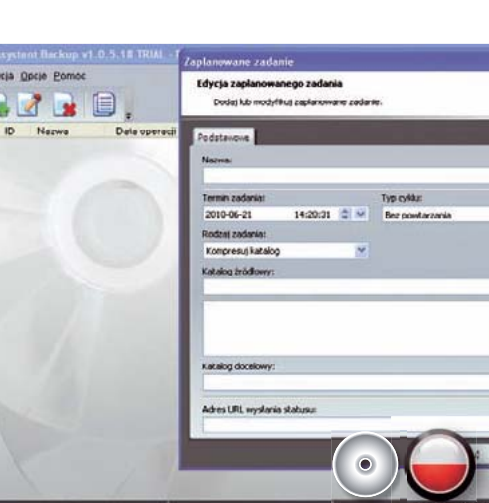 systent Backup v1.0.5.18 TRIAL -
cja Opcje Pomoc
ID Nazwa Data operacji
Zaplanowane zadanie
Edycja zaplanowanego zadania
Dodaj lub modyfikuj zaplanowane zadanie.
Podstawowe
Nazwa:
Termin zadania: Typ cyklu:
2010-06-21 14:20:31 Bez powtarzania
Rodzaj zadania:
Kompresuj katalog
Katalog źródłowy:
Katalog docelowy:
Adres URL wysłania statusu: